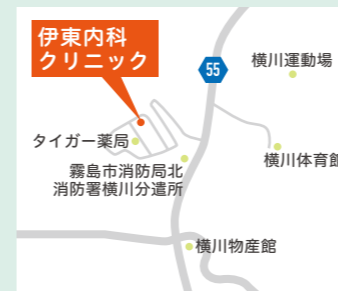 伊東内科
クリニック
55
横川運動場
タイガー薬局
霧島市消防局北
消防署横川分遣所
横川体育館
横川物産館